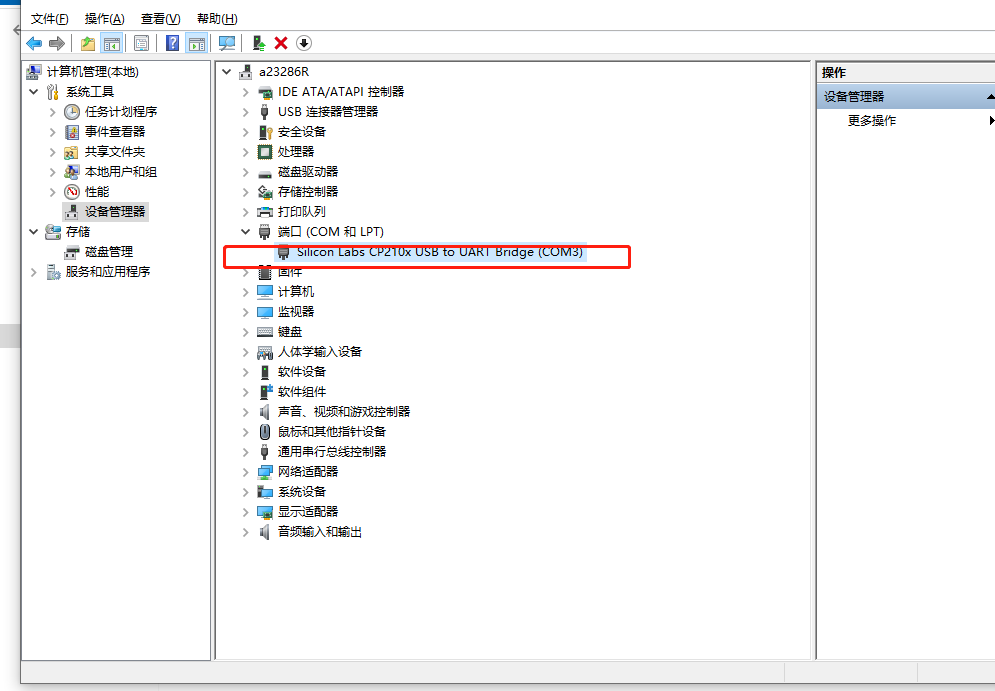 文件(F) 操作(A) 查看(V) 帮助(H)
计算机管理(本地)
系统工具
任务计划程序
事件查看器
共享文件夹
本地用户和组
性能
设备管理器
存储
磁盘管理
服务和应用程序
a23286R
IDE ATA/ATAPI 控制器
USB 连接器管理器
安全设备
处理器
磁盘驱动器
存储控制器
打印队列
端口 (COM 和 LPT)
Silicon Labs CP210x USB to UART Bridge (COM3)
固件
计算机
监视器
键盘
人体学输入设备
软件设备
软件组件
声音、视频和游戏控制器
鼠标和其他指针设备
通用串行总线控制器
网络适配器
系统设备
显示适配器
音频输入和输出
操作
设备管理器
更多操作